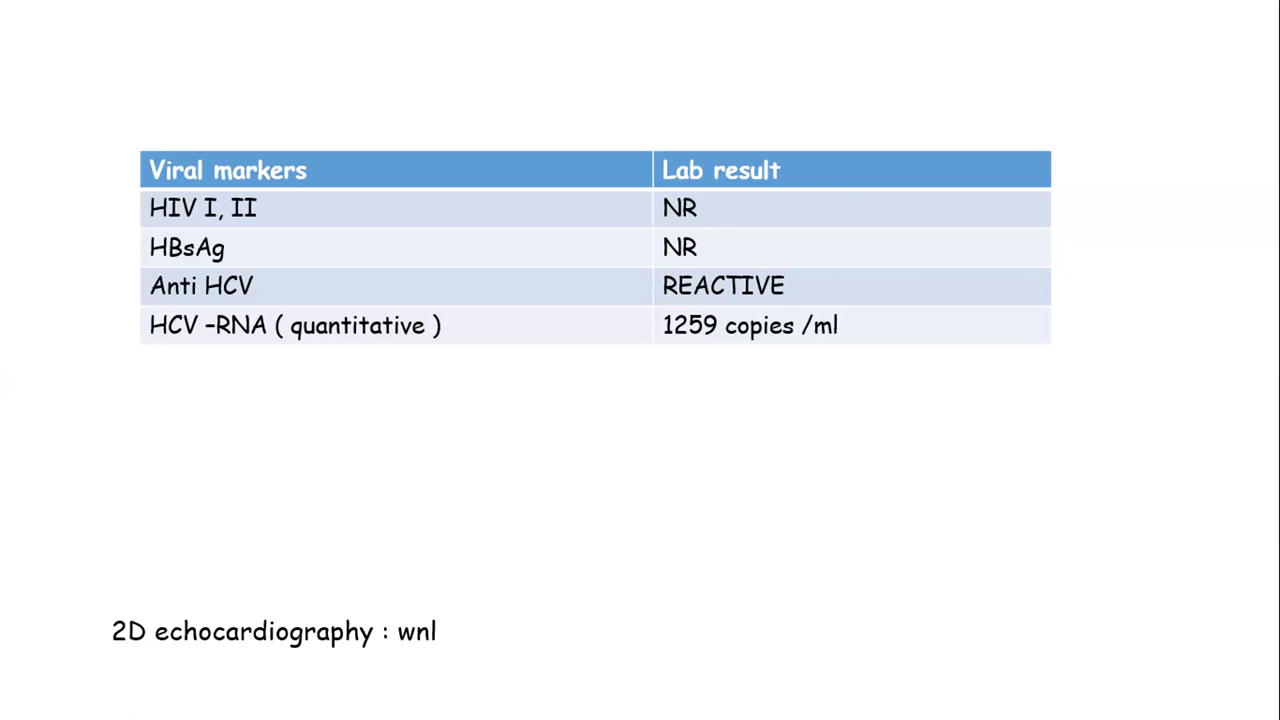 Viral markers Lab result
HIV I, II NR
HBsAg NR
Anti HCV REACTIVE
HCV –RNA ( quantitative ) 1259 copies /ml
2D echocardiography : wnl